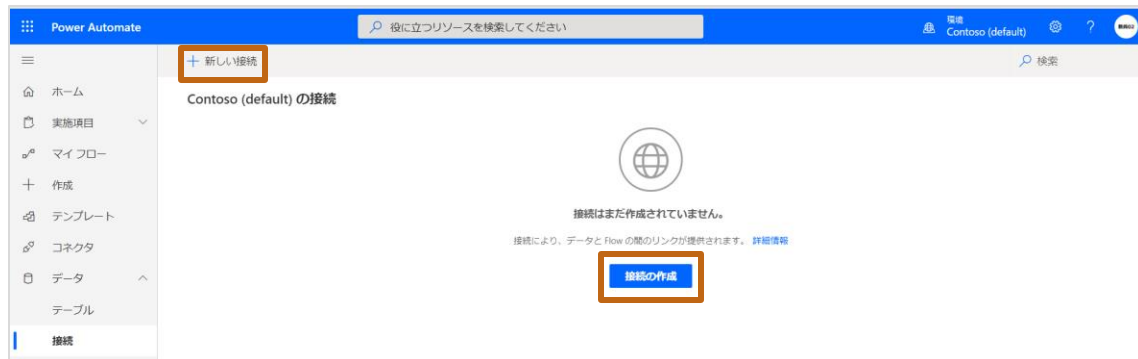 Power Automate
役に立つリソースを検索してください
環境
Contoso (default)
?
+ 新しい接続
検索
ホーム
Contoso (default) の接続
実施項目
マイ フロー
作成
テンプレート
接続はまだ作成されていません。
コネクタ
接続により、データと Flow の間のリンクが提供されます。 詳細情報
データ
接続の作成
テーブル
接続